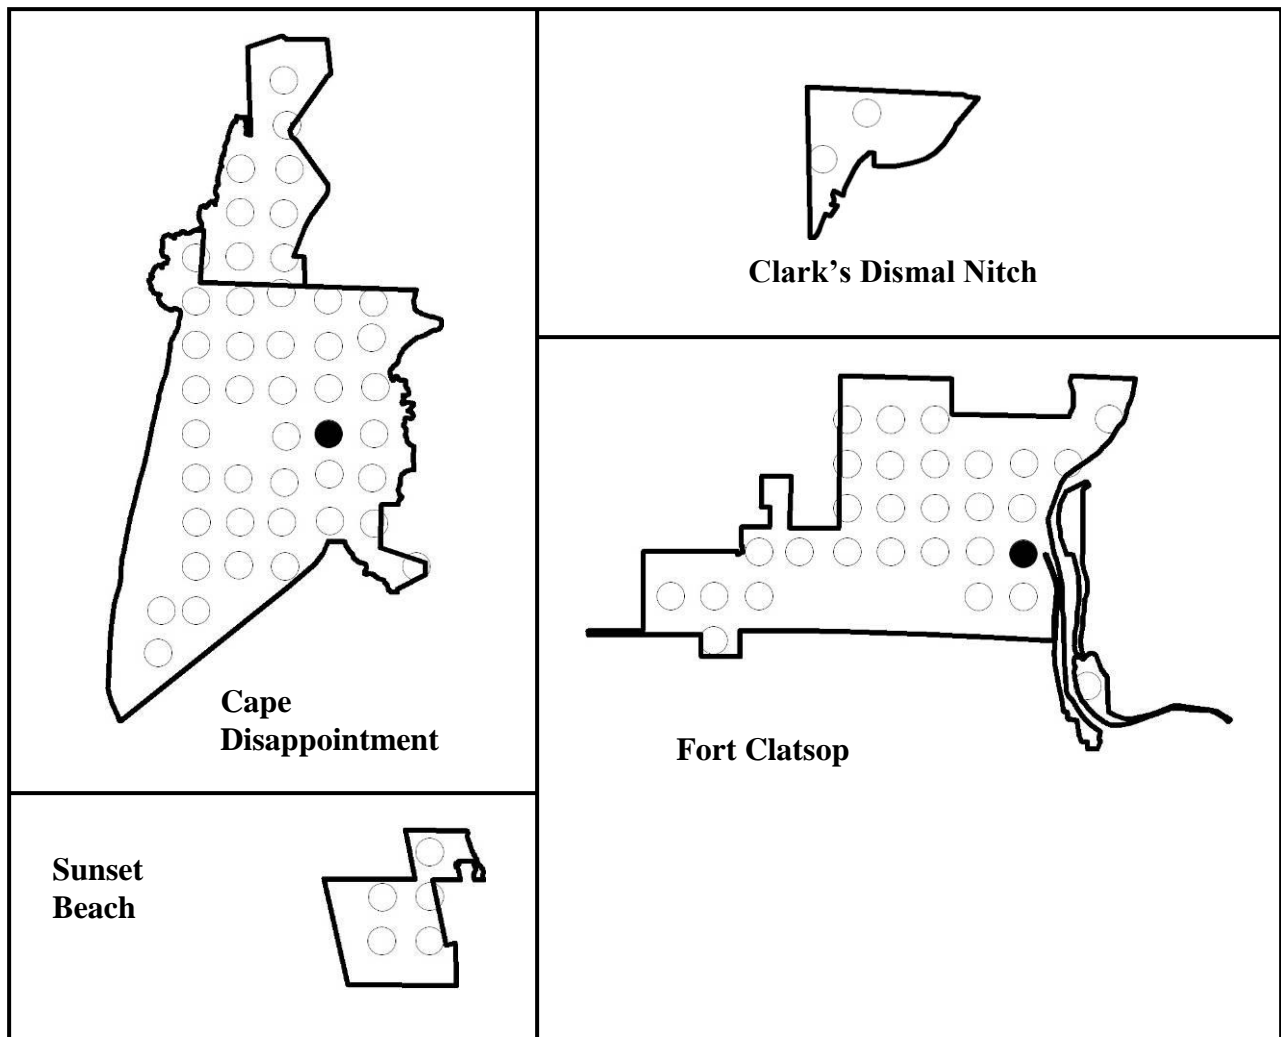 Clark’s Dismal Nitch
Cape
Disappointment
Fort Clatsop
Sunset
Beach